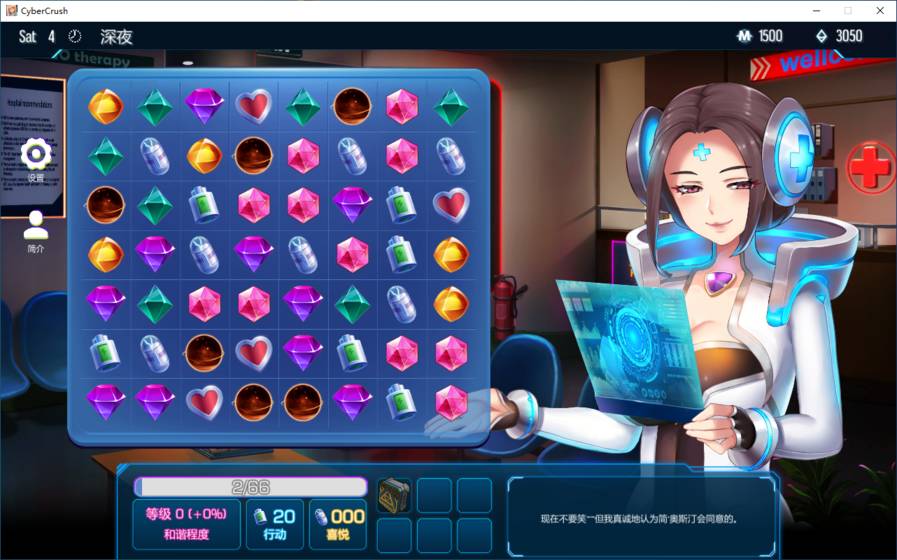 CyberCrush
Sat 4 深夜
1500
3050
therapy
Hospital recommendations
设置
简介
2/66
等级 0 (+0%)
和谐程度
20
行动
000
喜悦
现在不要笑~但我真诚地认为简·奥斯汀会同意的。